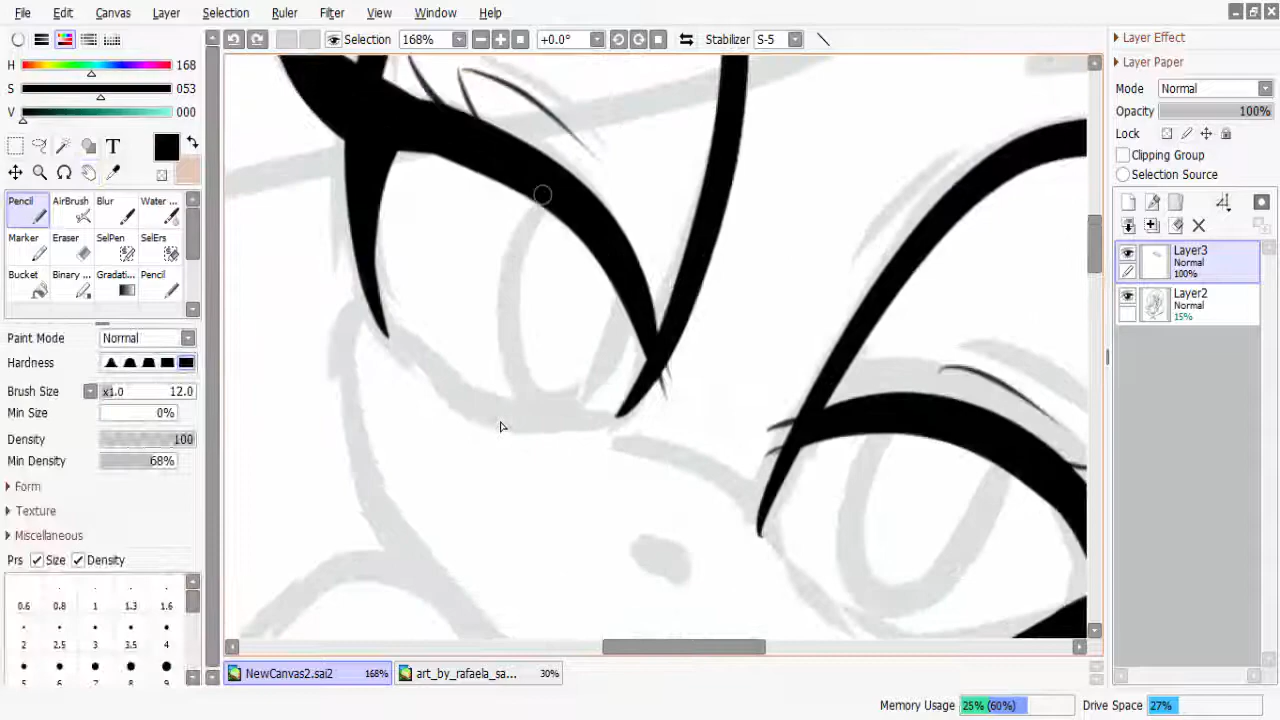 File Edit Canvas Layer Selection Ruler Filter View Window Help
Selection 168% +0.0° Stabilizer S-5
H 168
S 053
V 000
T
Pencil AirBrush Blur Water ...
Marker Eraser SelPen SelErs
Bucket Binary ... Gradati... Pencil
Paint Mode Normal
Hardness
Brush Size x1.0 12.0
Min Size 0%
Density 100
Min Density 68%
Form
Texture
Miscellaneous
Prs Size Density
0.6 0.8 1 1.3 1.6
2 2.5 3 3.5 4
5 6 7 8 9
Layer Effect
Layer Paper
Mode Normal
Opacity 100%
Lock
Clipping Group
Selection Source
Layer3
Normal
100%
Layer2
Normal
15%
NewCanvas2.sai2 168% art_by_rafaela_sa... 30%
Memory Usage 25% (60%) Drive Space 27%